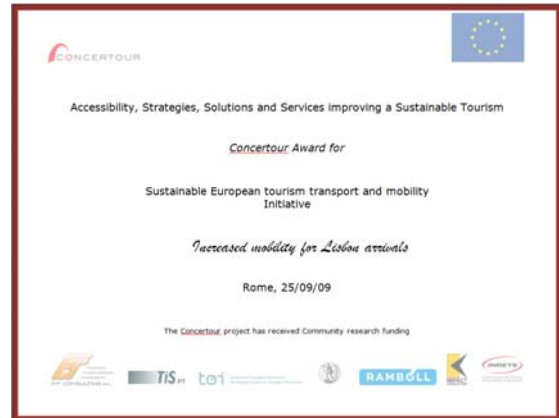 CONCERTOUR
Accessibility, Strategies, Solutions and Services improving a Sustainable Tourism
Concertour Award for
Sustainable European tourism transport and mobility
Initiative
Increased mobility for Lisbon arrivals
Rome, 25/09/09
The Concertour project has received Community research funding
TiS.PT
RAMBOLL
INRETS